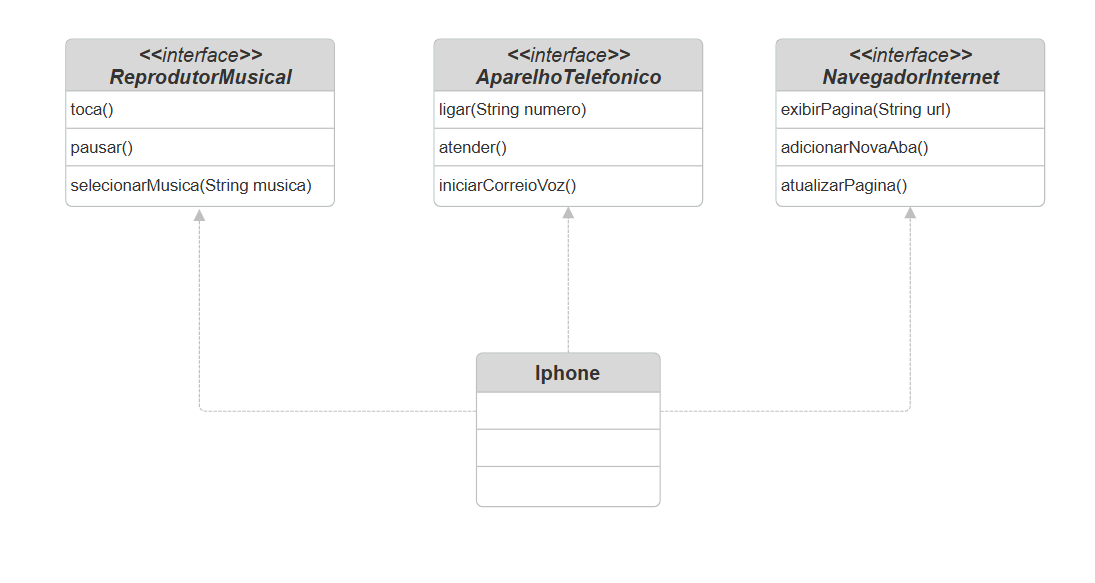 <<interface>>
ReprodutorMusical
toca()
pausar()
selecionarMusica(String musica)
<<interface>>
AparelhoTelefonico
ligar(String numero)
atender()
iniciarCorreioVoz()
<<interface>>
NavegadorInternet
exibirPagina(String url)
adicionarNovaAba()
atualizarPagina()
Iphone